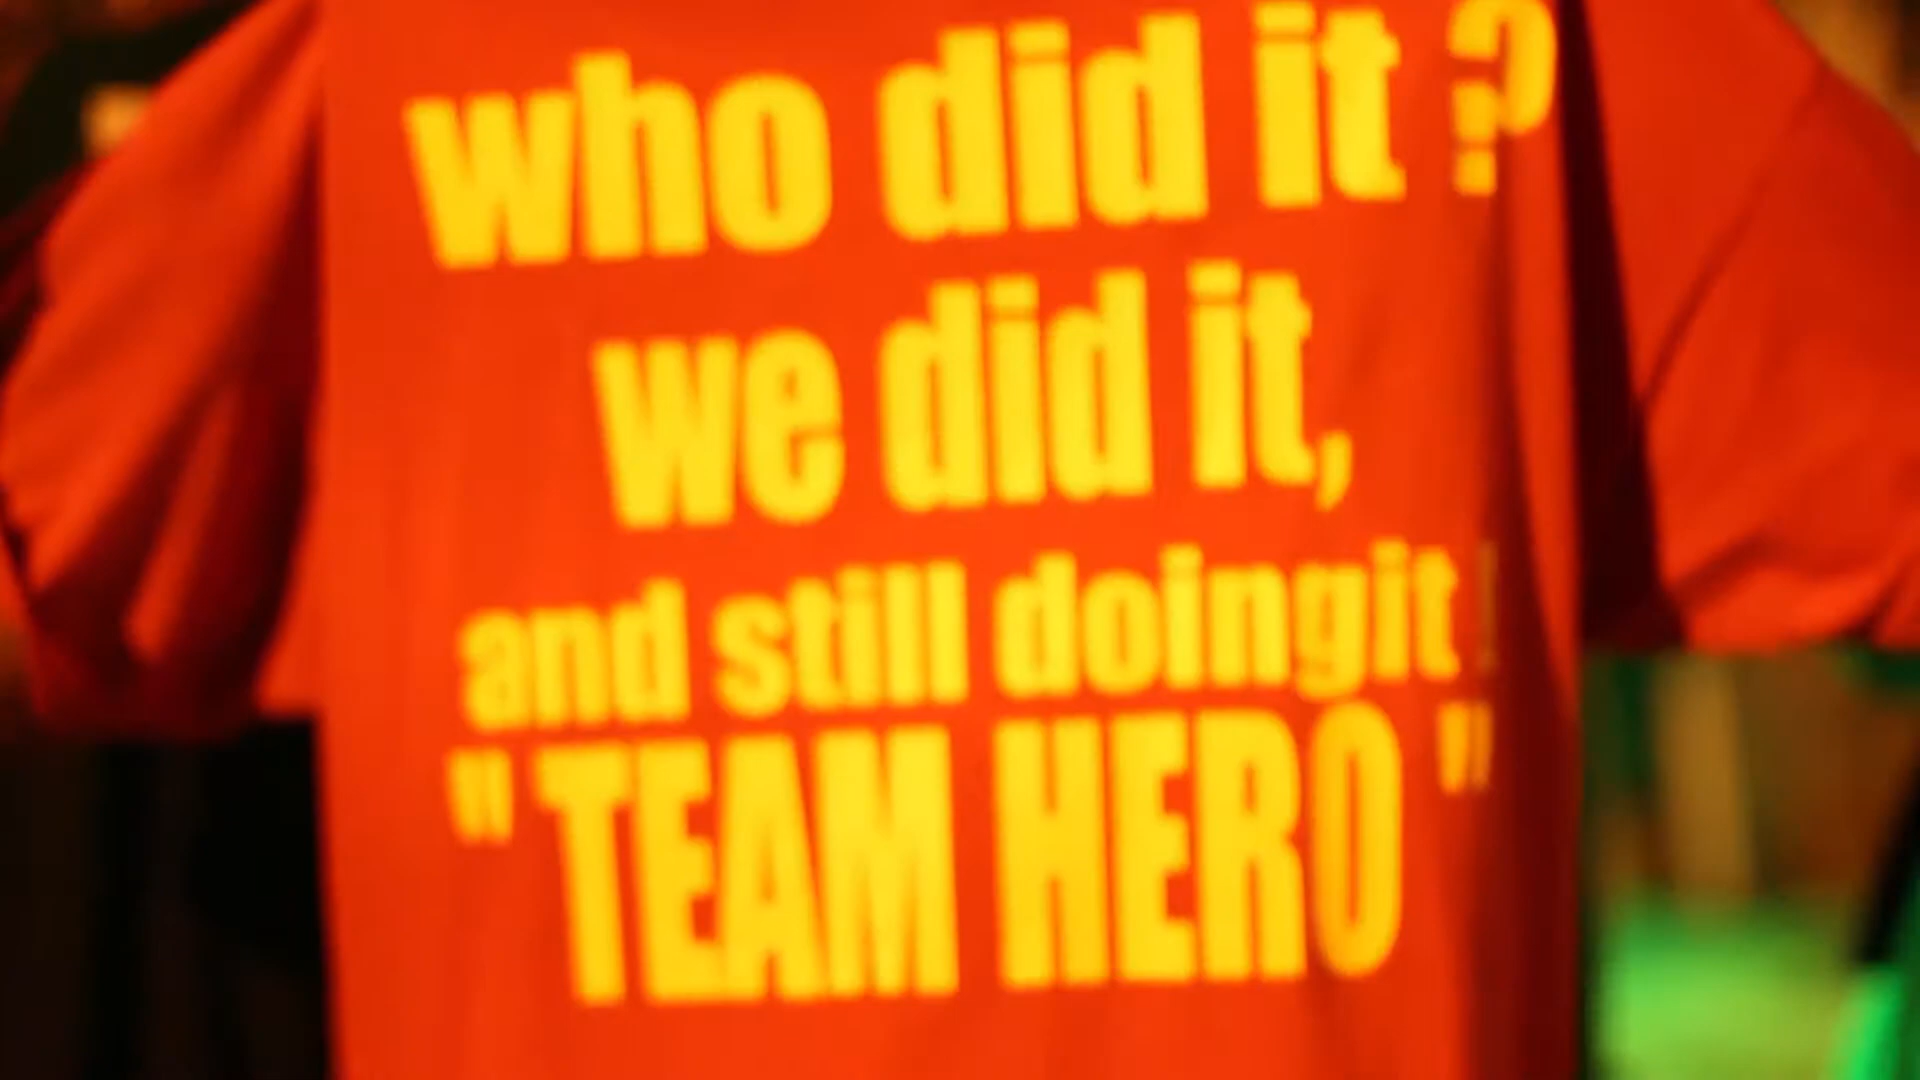 who did it ?
we did it,
and still doingit !
"TEAM HERO"